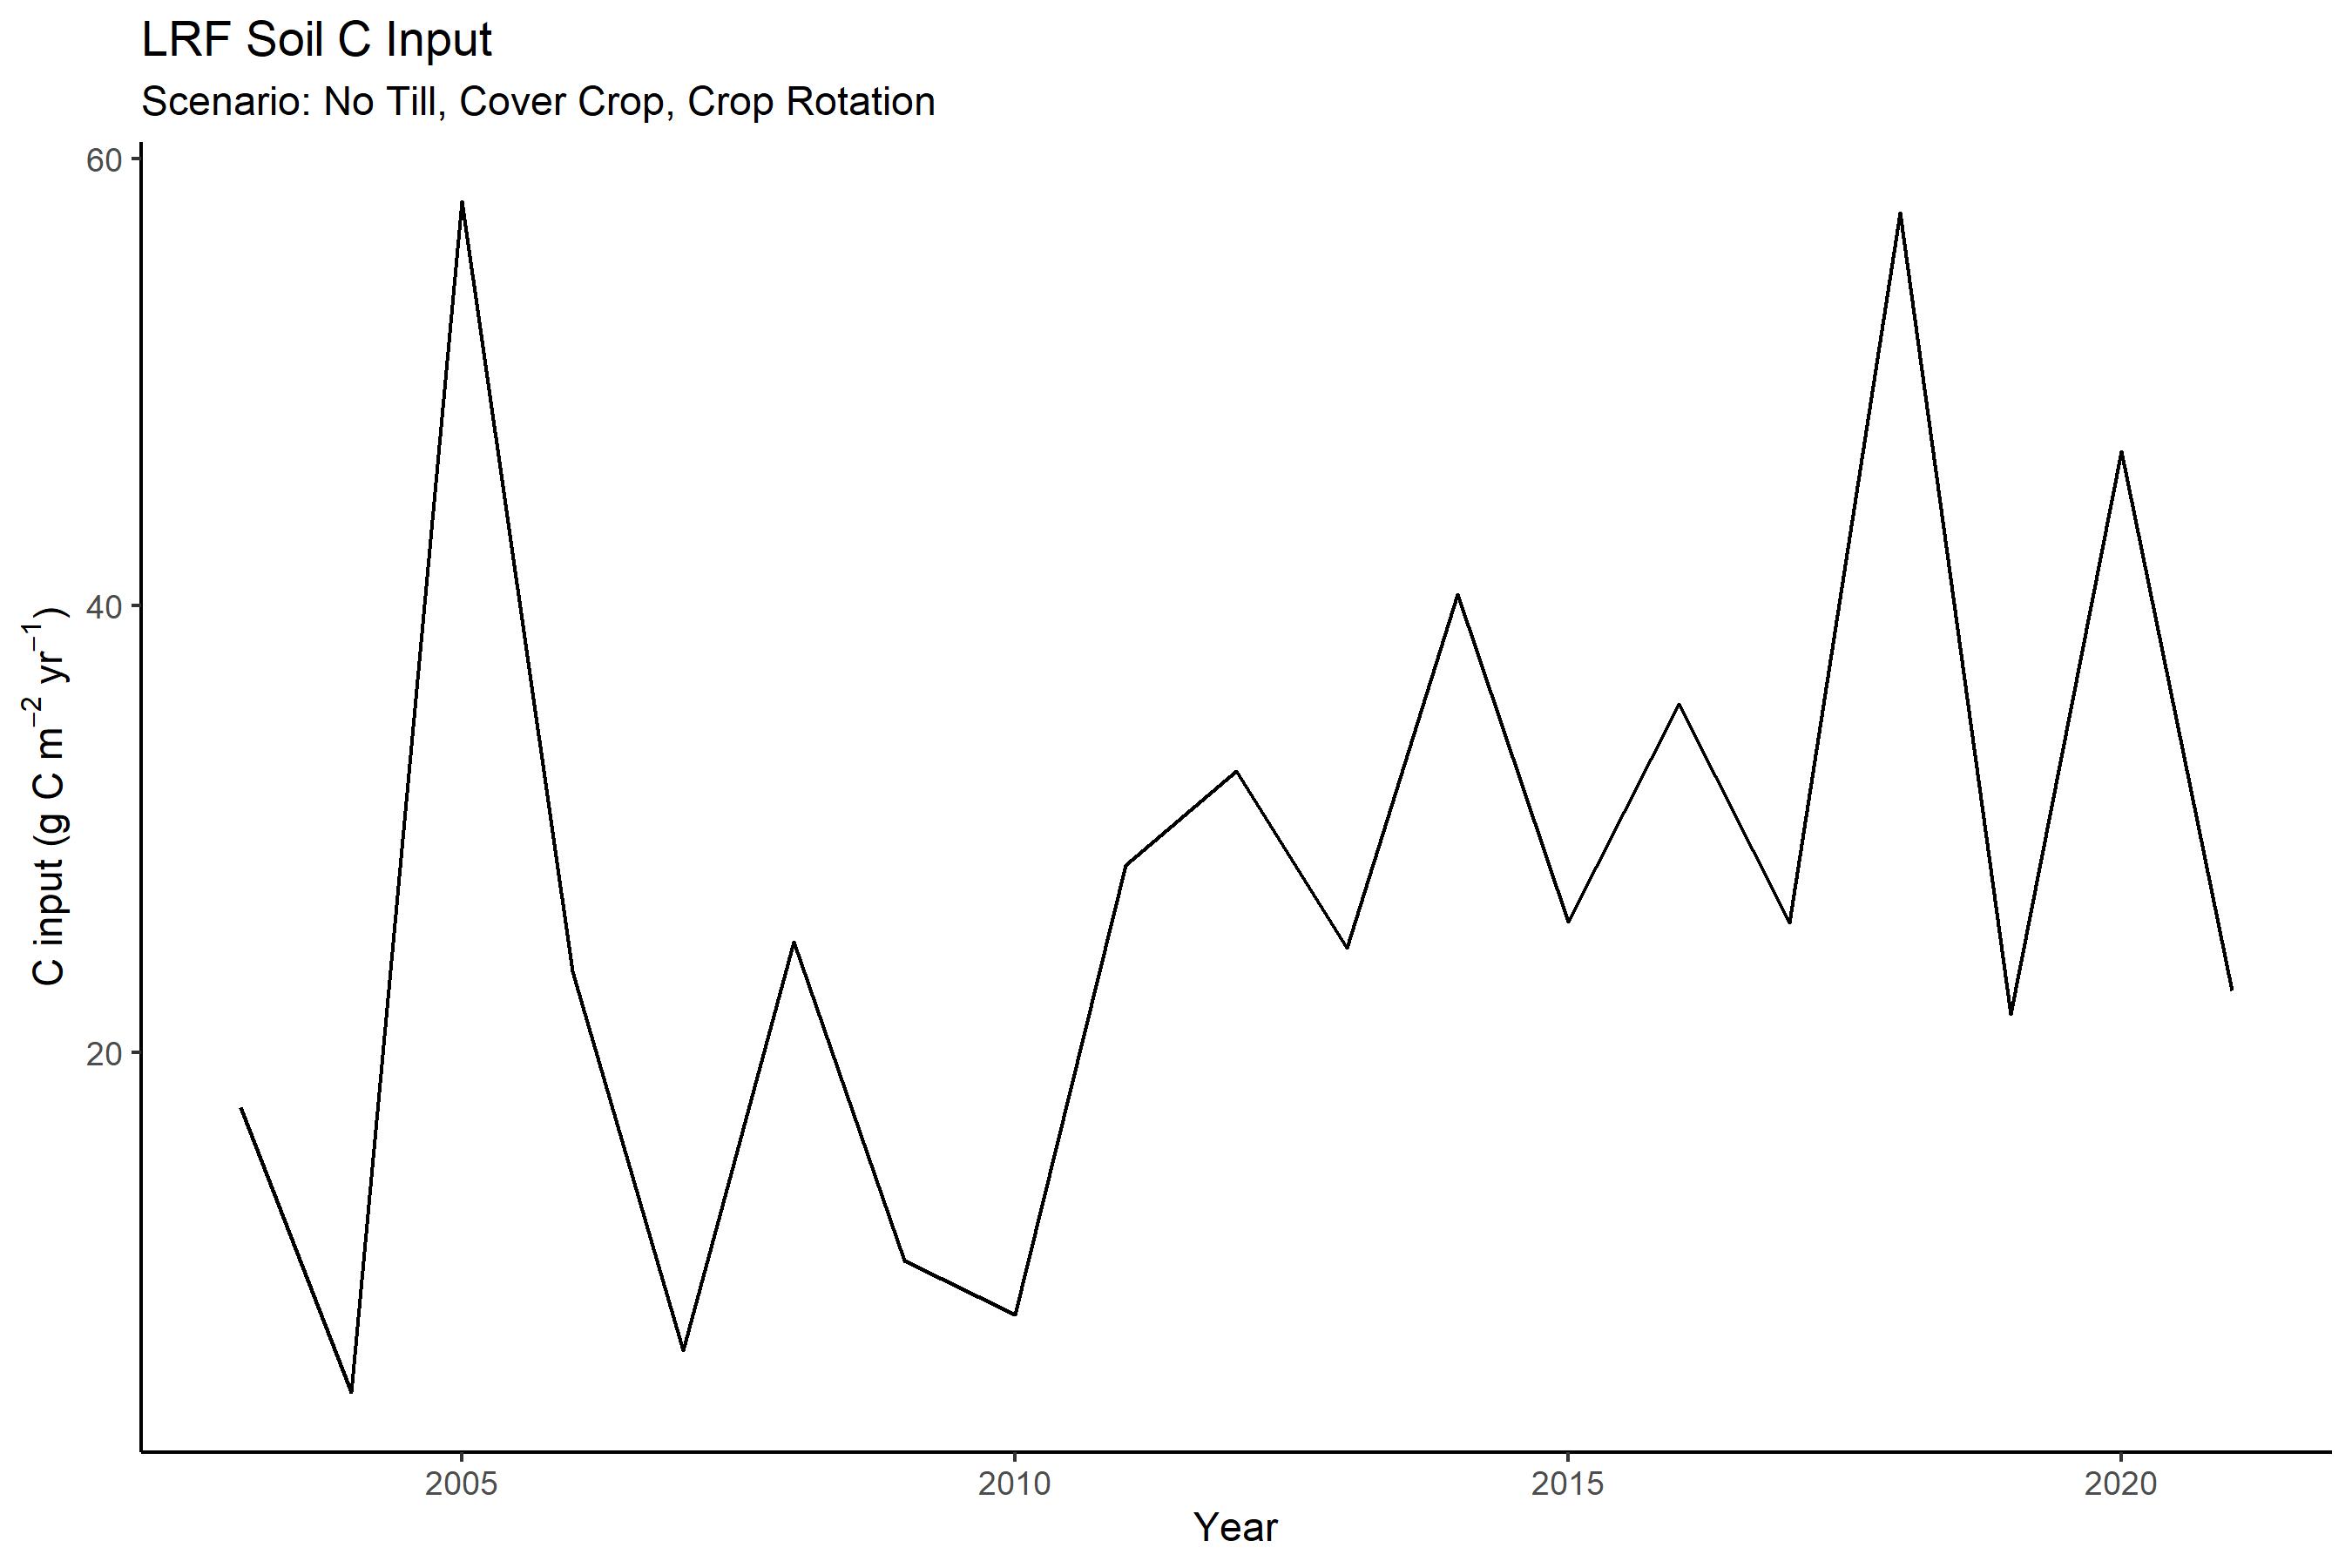 LRF Soil C Input
Scenario: No Till, Cover Crop, Crop Rotation
60
40
20
C input (g C m⁻² yr⁻¹)
2005 2010 2015 2020
Year